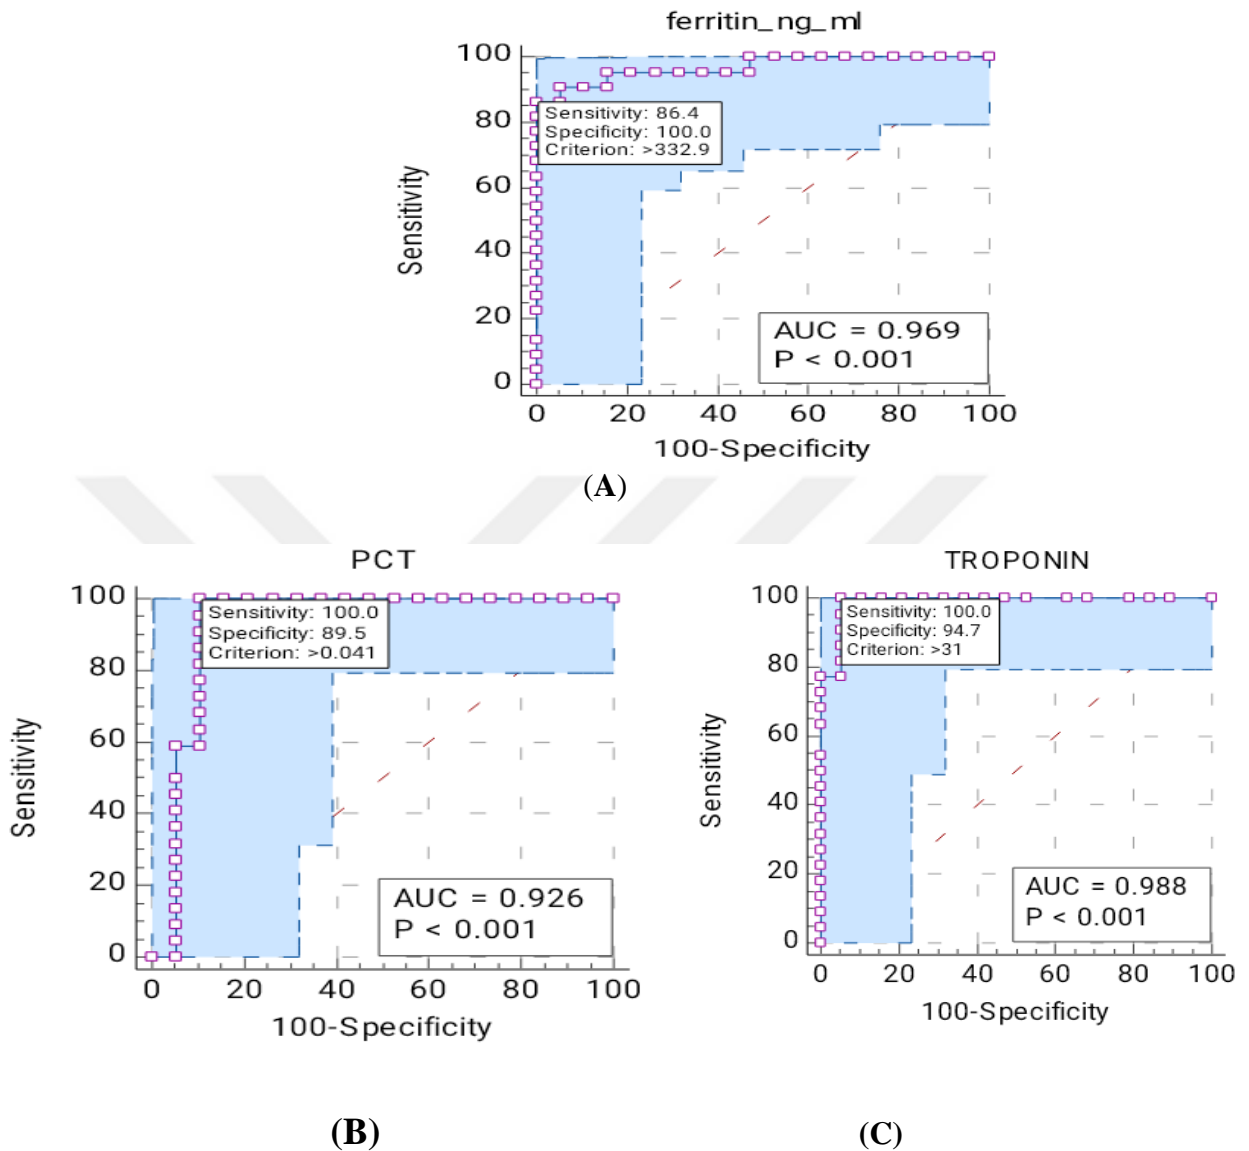 ferritin_ng_ml
100
80
60
40
20
0
Sensitivity
Sensitivity: 86.4
Specificity: 100.0
Criterion: >332.9
AUC = 0.969
P < 0.001
0 20 40 60 80 100
100-Specificity
(A)
PCT
100
80
60
40
20
0
Sensitivity
Sensitivity: 100.0
Specificity: 89.5
Criterion: >0.041
AUC = 0.926
P < 0.001
0 20 40 60 80 100
100-Specificity
(B)
TROPONIN
100
80
60
40
20
0
Sensitivity
Sensitivity: 100.0
Specificity: 94.7
Criterion: >31
AUC = 0.988
P < 0.001
0 20 40 60 80 100
100-Specificity
(C)